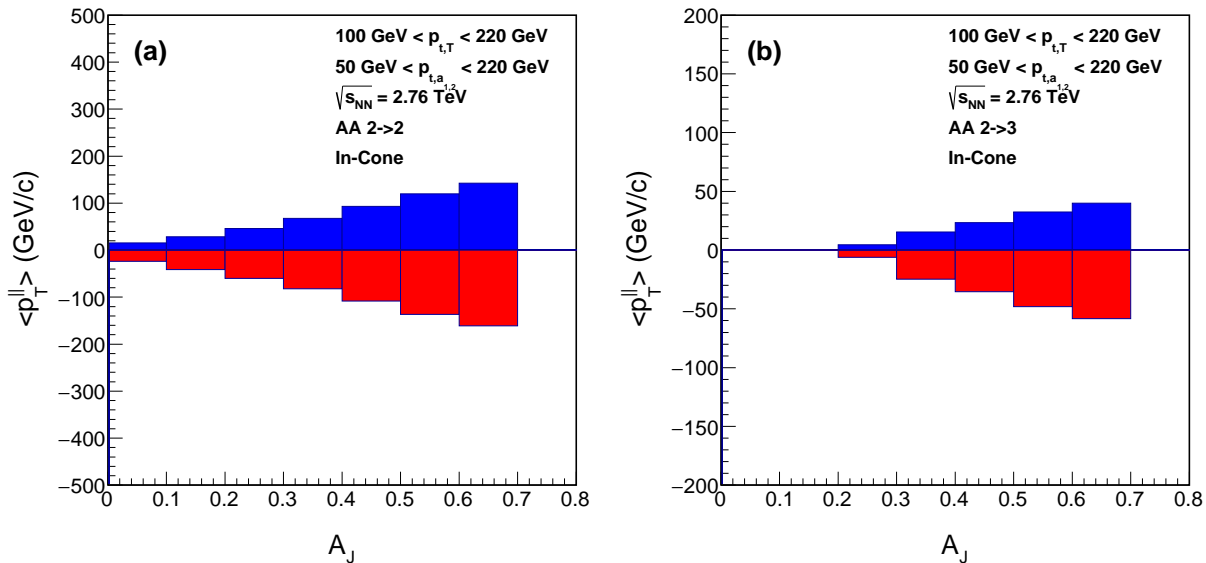 (a)
100 GeV < p_{t,T} < 220 GeV
50 GeV < p_{t,a^{1,2}} < 220 GeV
√s_{NN} = 2.76 TeV
AA 2->2
In-Cone
500
400
300
200
100
0
−100
−200
−300
−400
−500
<p_T^{||}> (GeV/c)
0 0.1 0.2 0.3 0.4 0.5 0.6 0.7 0.8
A_J
(b)
100 GeV < p_{t,T} < 220 GeV
50 GeV < p_{t,a^{1,2}} < 220 GeV
√s_{NN} = 2.76 TeV
AA 2->3
In-Cone
200
150
100
50
0
−50
−100
−150
−200
<p_T^{||}> (GeV/c)
0 0.1 0.2 0.3 0.4 0.5 0.6 0.7 0.8
A_J